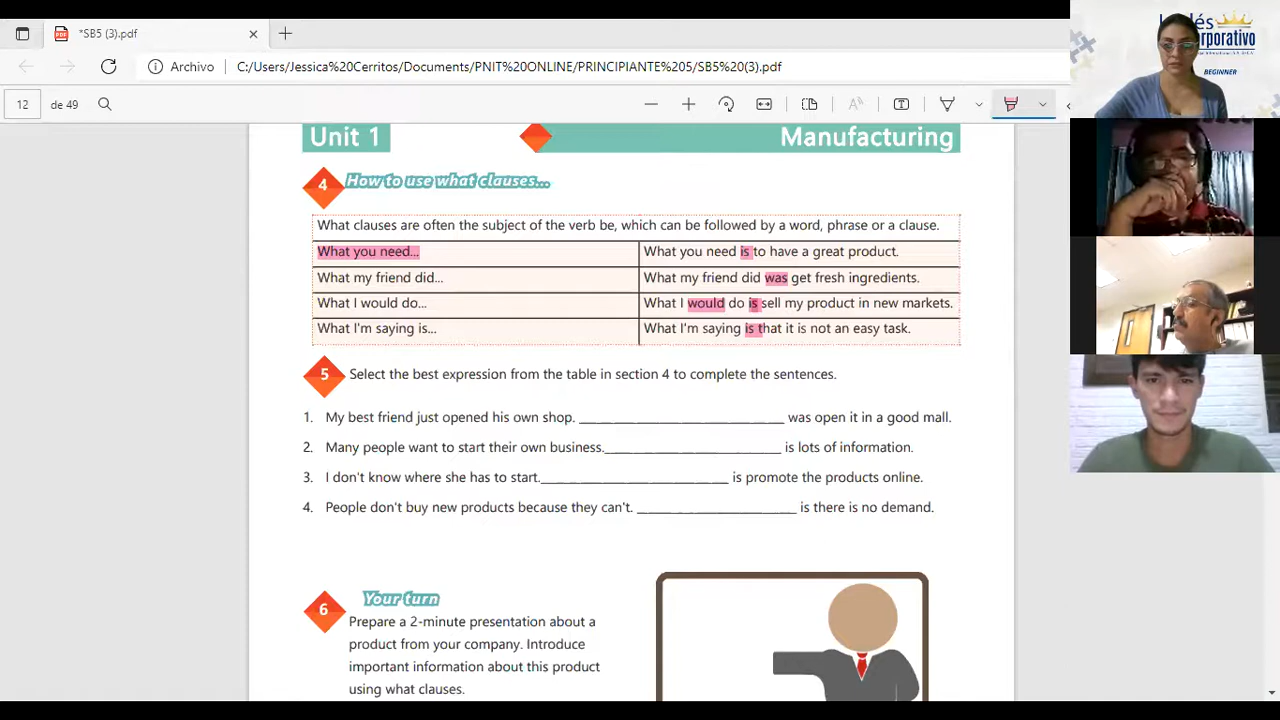 *SB5 (3).pdf
Archivo
C:/Users/Jessica%20Cerritos/Documents/PNT%20ONLINE/PRINCIPIANTE%205/SB5%20(3).pdf
12 de 49
BEGINNER
Unit 1
Manufacturing
4 How to use what clauses...
What clauses are often the subject of the verb be, which can be followed by a word, phrase or a clause.
What you need... What you need is to have a great product.
What my friend did... What my friend did was get fresh ingredients.
What I would do... What I would do is sell my product in new markets.
What I'm saying is... What I'm saying is that it is not an easy task.
5 Select the best expression from the table in section 4 to complete the sentences.
1. My best friend just opened his own shop. ____________________ was open it in a good mall.
2. Many people want to start their own business.____________________ is lots of information.
3. I don't know where she has to start.____________________ is promote the products online.
4. People don't buy new products because they can't. ____________________ is there is no demand.
6 Your turn
Prepare a 2-minute presentation about a
product from your company. Introduce
important information about this product
using what clauses.